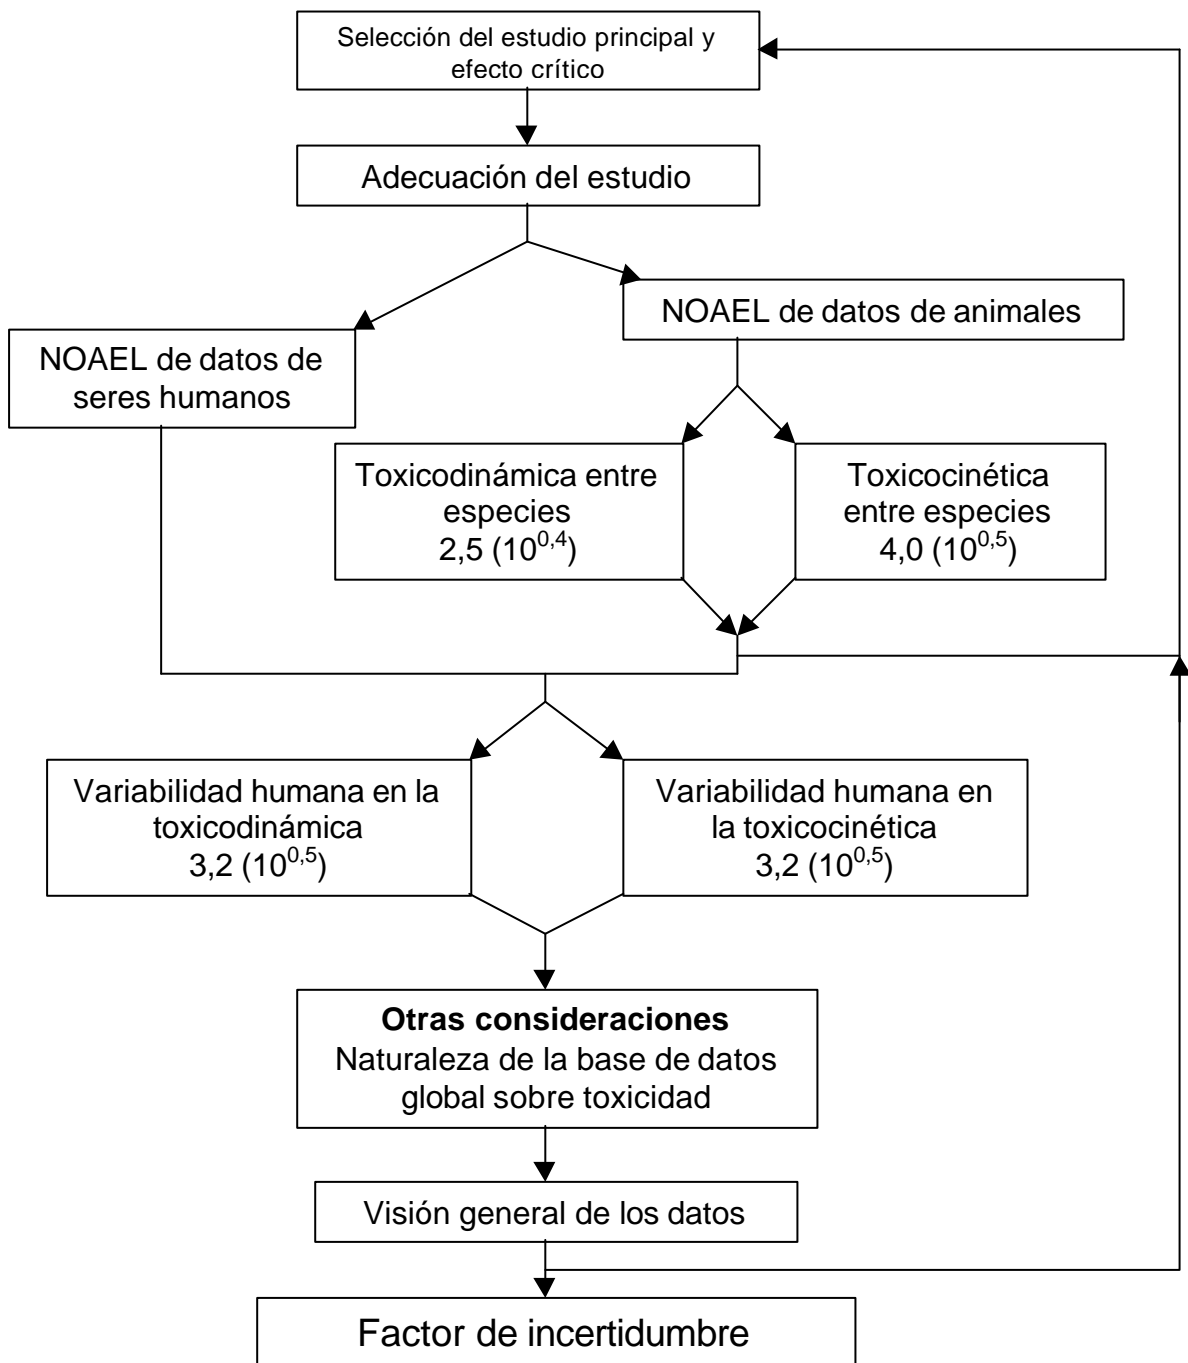 Selección del estudio principal y
efecto crítico
Adecuación del estudio
NOAEL de datos de animales
NOAEL de datos de
seres humanos
Toxicodinámica entre
especies
2,5 (10^0,4)
Toxicocinética
entre especies
4,0 (10^0,5)
Variabilidad humana en la
toxicodinámica
3,2 (10^0,5)
Variabilidad humana en
la toxicocinética
3,2 (10^0,5)
Otras consideraciones
Naturaleza de la base de datos
global sobre toxicidad
Visión general de los datos
Factor de incertidumbre